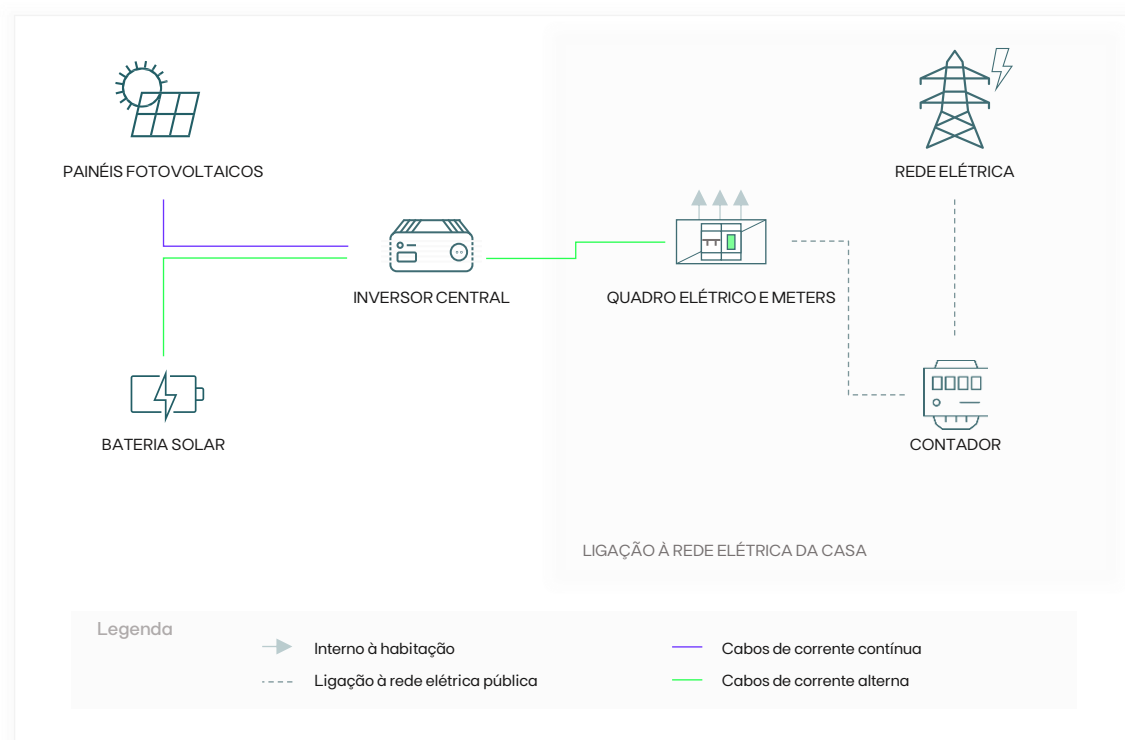 PAINÉIS FOTOVOLTAICOS
REDE ELÉTRICA
INVERSOR CENTRAL
QUADRO ELÉTRICO E METERS
BATERIA SOLAR
CONTADOR
LIGAÇÃO À REDE ELÉTRICA DA CASA
Legenda
Interno à habitação
Cabos de corrente contínua
Ligação à rede elétrica pública
Cabos de corrente alterna